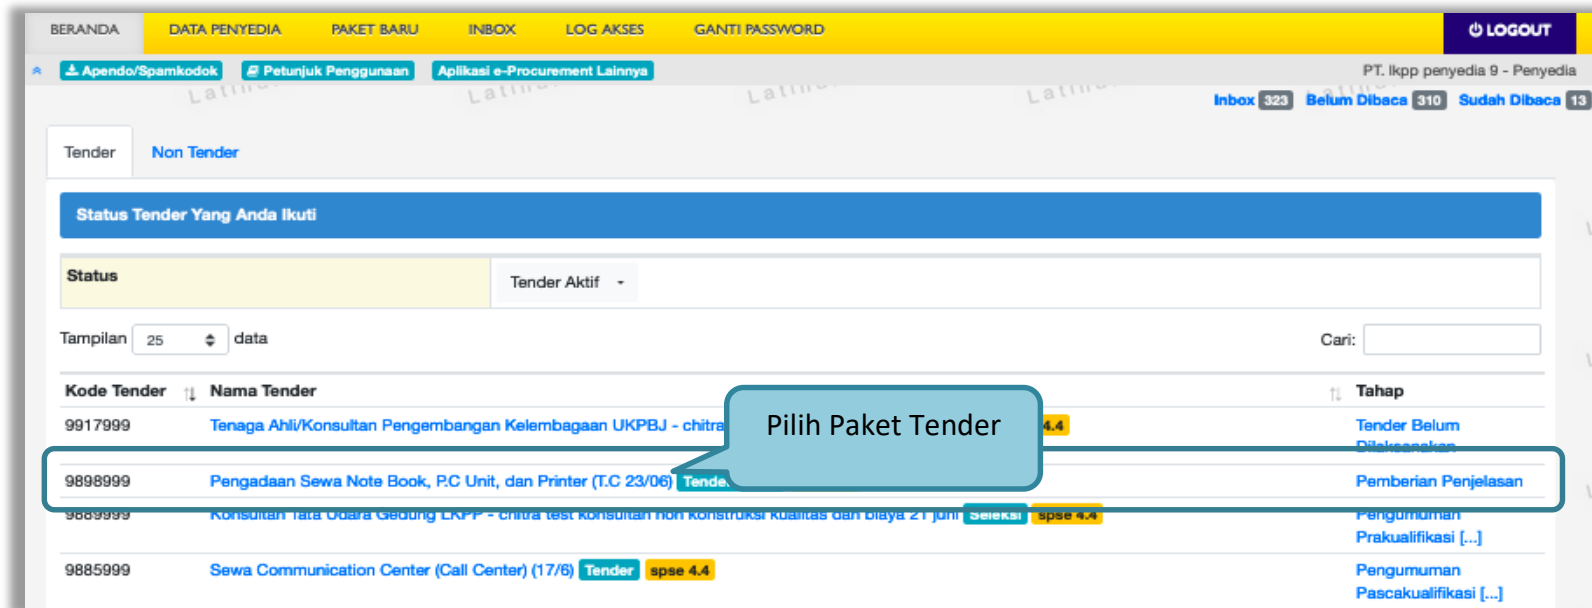 BERANDA DATA PENYEDIA PAKET BARU INBOX LOG AKSES GANTI PASSWORD LOGOUT
Apendo/Spamkodok Petunjuk Penggunaan Aplikasi e-Procurement Lainnya PT. lkpp penyedia 9 - Penyedia
Inbox 323 Belum Dibaca 310 Sudah Dibaca 13
Tender Non Tender
Status Tender Yang Anda Ikuti
Status Tender Aktif
Tampilan 25 data Cari:
Kode Tender Nama Tender Tahap
Pilih Paket Tender
9917999 Tenaga Ahli/Konsultan Pengembangan Kelembagaan UKPBJ - chitra 4.4 Tender Belum
Dilaksanakan
9898999 Pengadaan Sewa Note Book, P.C Unit, dan Printer (T.C 23/06) Tender Pemberian Penjelasan
9889999 Konsultan Tata Udara Gedung LKPP - chitra test konsultan non konstruksi kualitas dan biaya 21 juni Seleksi spse 4.4 Pengumuman
Prakualifikasi [...]
9885999 Sewa Communication Center (Call Center) (17/6) Tender spse 4.4 Pengumuman
Pascakualifikasi [...]